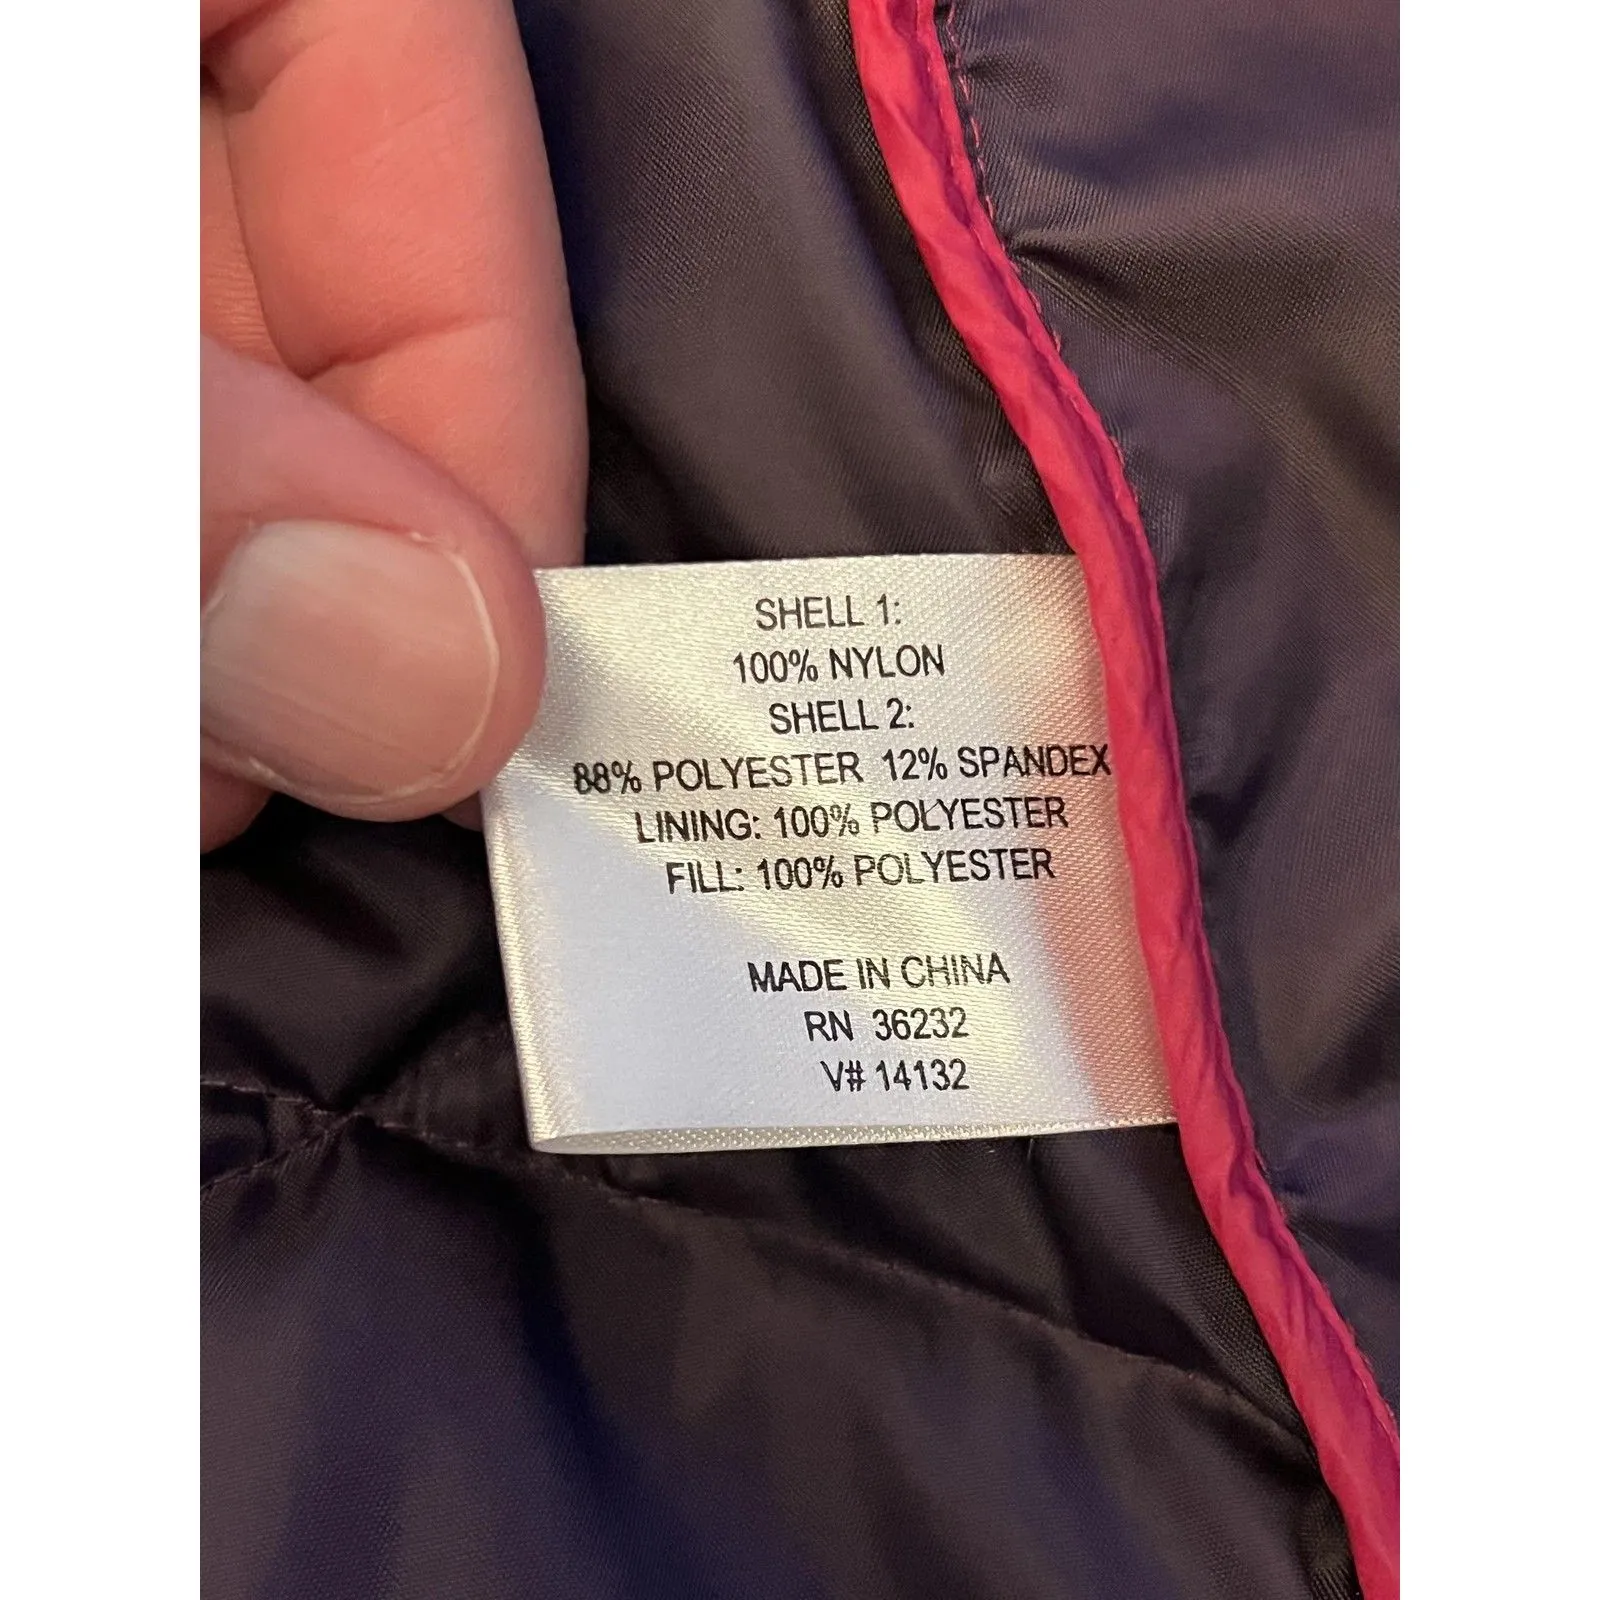 SHELL 1:
100% NYLON
SHELL 2:
88% POLYESTER 12% SPANDEX
LINING: 100% POLYESTER
FILL: 100% POLYESTER
MADE IN CHINA
RN 36232
V# 14132